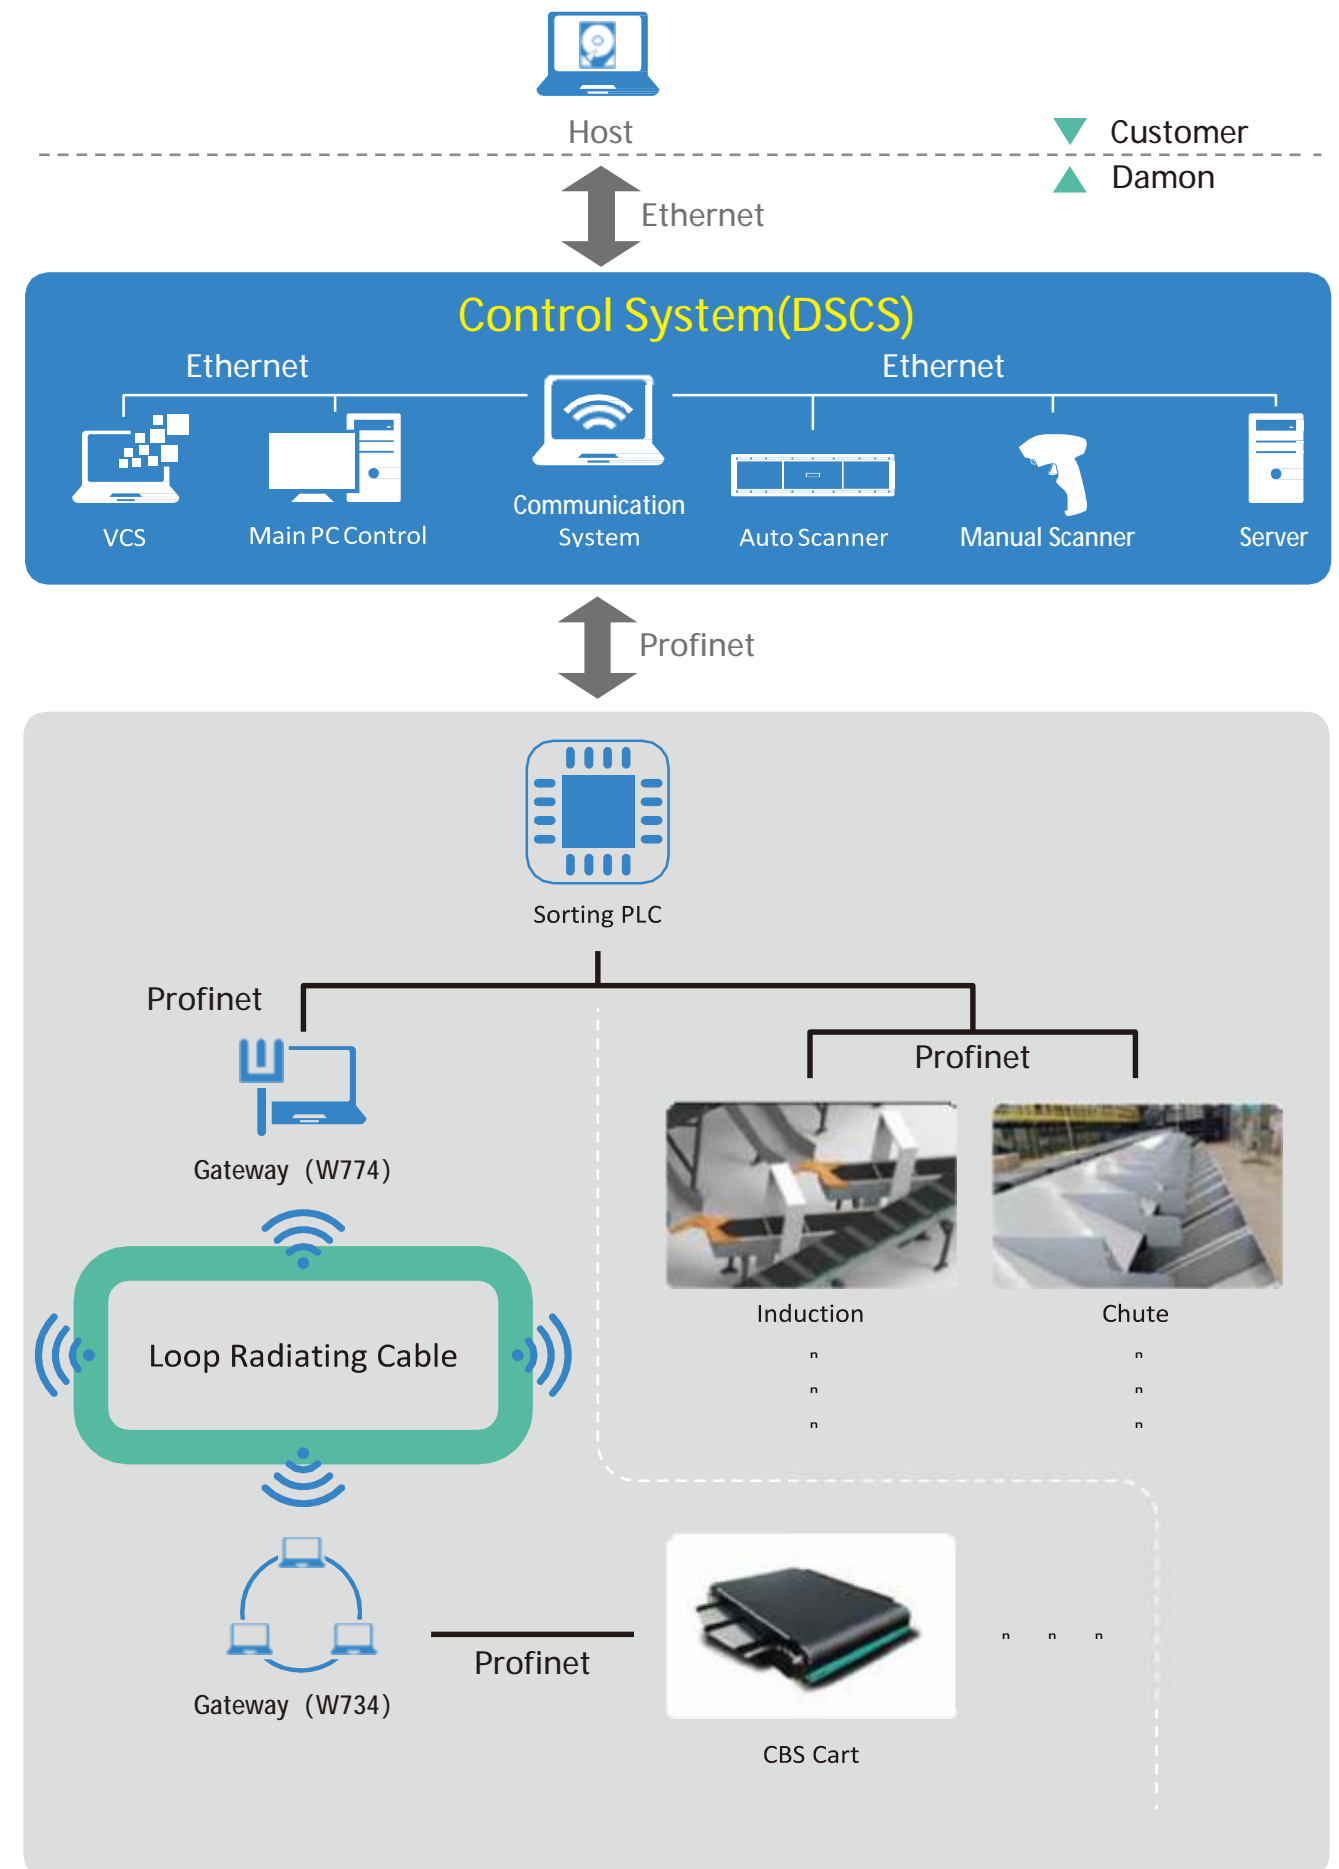 Host
Customer
Damon
Ethernet
Control System(DSCS)
Ethernet
Ethernet
VCS
Main PC Control
Communication
System
Auto Scanner
Manual Scanner
Server
Profinet
Sorting PLC
Profinet
Profinet
Gateway (W774)
Induction
Chute
n
n
n
n
n
n
Loop Radiating Cable
Gateway (W734)
Profinet
CBS Cart
n n n